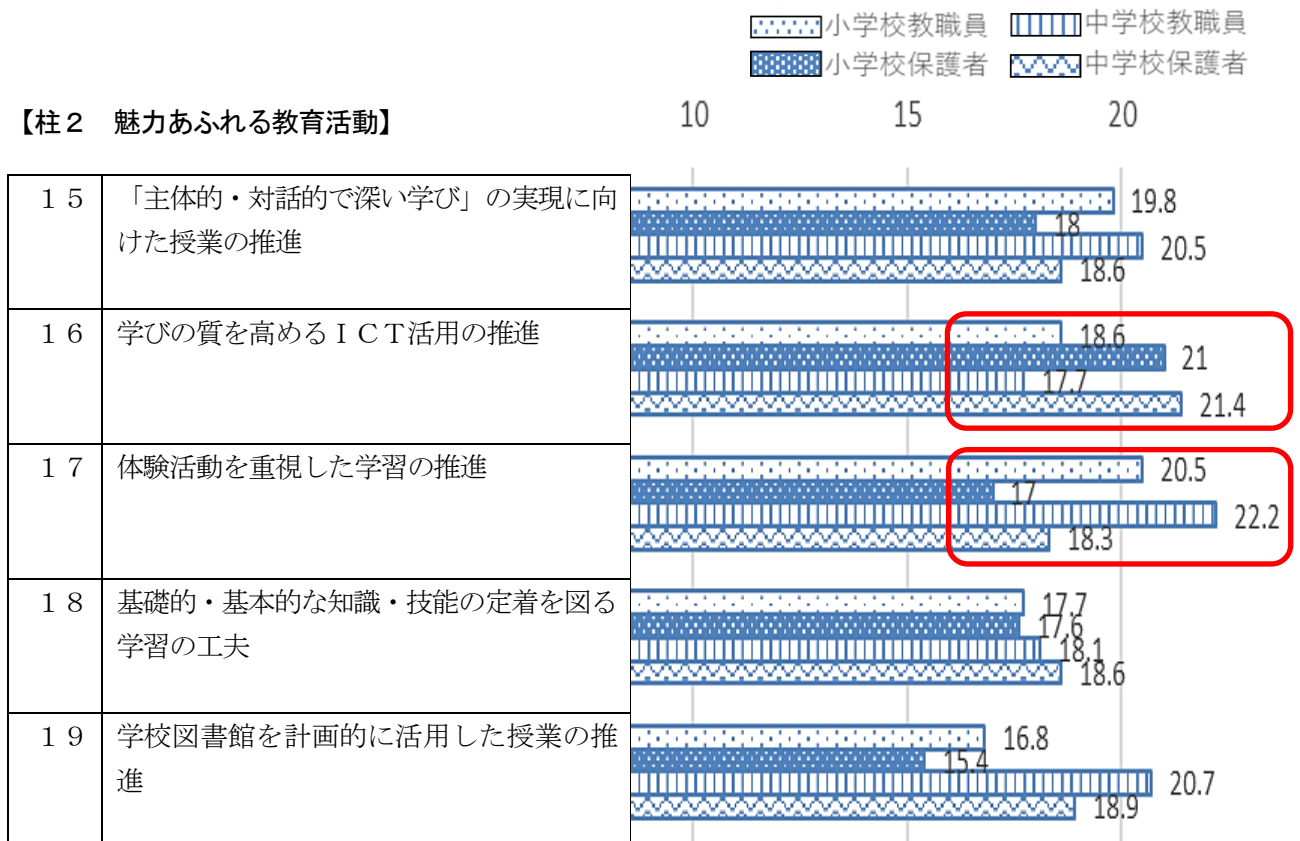 小学校教職員 中学校教職員
小学校保護者 中学校保護者
【柱２ 魅力あふれる教育活動】
10 15 20
１５ 「主体的・対話的で深い学び」の実現に向
けた授業の推進
19.8
18
20.5
18.6
１６ 学びの質を高めるＩＣＴ活用の推進
18.6
21
17.7
21.4
１７ 体験活動を重視した学習の推進
20.5
17
22.2
18.3
１８ 基礎的・基本的な知識・技能の定着を図る
学習の工夫
17.7
17.6
18.1
18.6
１９ 学校図書館を計画的に活用した授業の推
進
16.8
15.4
20.7
18.9